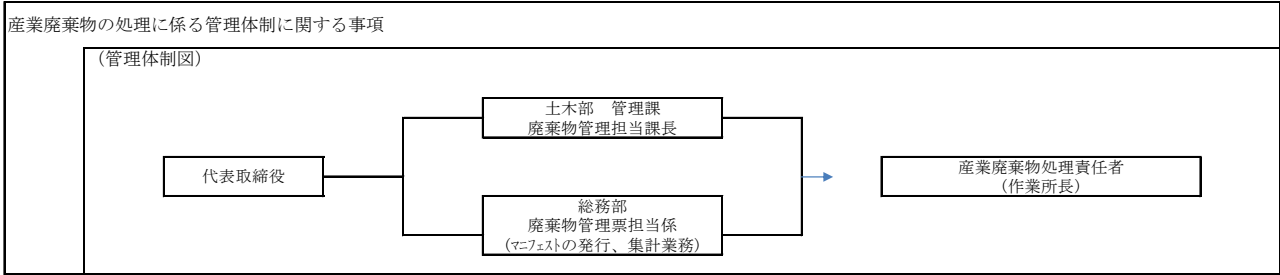 産業廃棄物の処理に係る管理体制に関する事項
（管理体制図）
土木部　管理課
廃棄物管理担当課長
代表取締役
産業廃棄物処理責任者
（作業所長）
総務部
廃棄物管理票担当係
（ﾏﾆﾌｪｽﾄの発行、集計業務）